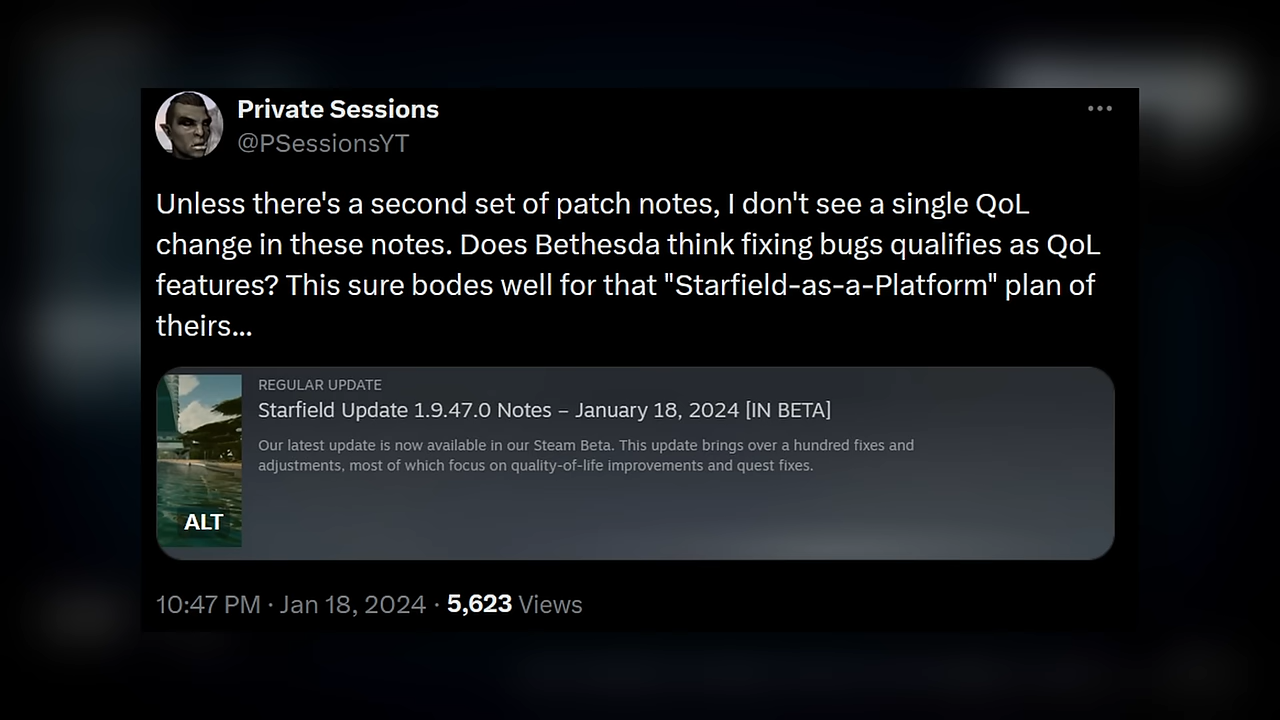 Private Sessions
@PSessionsYT
Unless there's a second set of patch notes, I don't see a single QoL
change in these notes. Does Bethesda think fixing bugs qualifies as QoL
features? This sure bodes well for that "Starfield-as-a-Platform" plan of
theirs...
REGULAR UPDATE
Starfield Update 1.9.47.0 Notes – January 18, 2024 [IN BETA]
Our latest update is now available in our Steam Beta. This update brings over a hundred fixes and
adjustments, most of which focus on quality-of-life improvements and quest fixes.
ALT
10:47 PM · Jan 18, 2024 · 5,623 Views